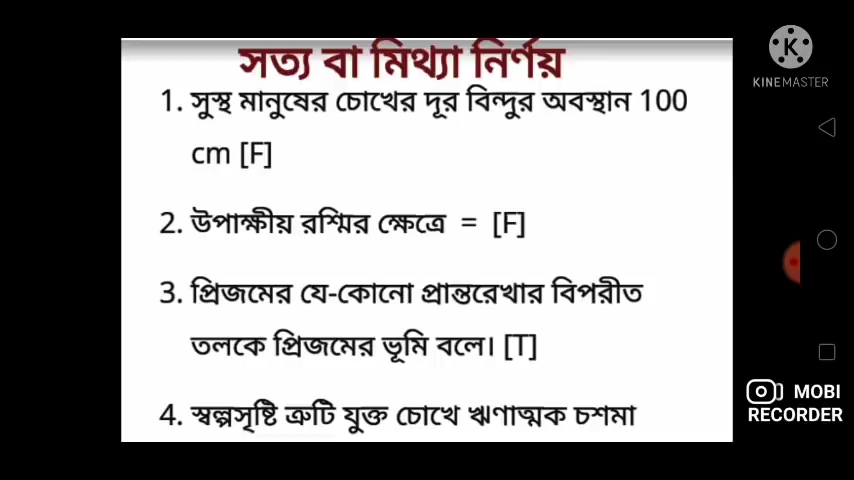 সত্য বা মিথ্যা নির্ণয়
1. সুস্থ মানুষের চোখের দূর বিন্দুর অবস্থান 100
cm [F]
2. উপাক্ষীয় রশ্মির ক্ষেত্রে = [F]
3. প্রিজমের যে-কোনো প্রান্তরেখার বিপরীত
তলকে প্রিজমের ভূমি বলে। [T]
4. স্বল্পসৃষ্টি ত্রুটি যুক্ত চোখে ঋণাত্মক চশমা
K
KINEMASTER
MOBI
RECORDER